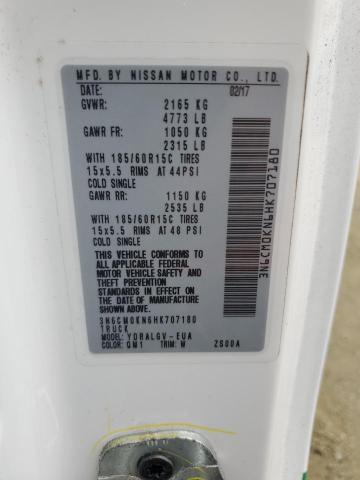 MFD. BY NISSAN MOTOR CO., LTD.
DATE: 02/17
GVWR: 2165 KG
4773 LB
GAWR FR: 1050 KG
2315 LB
WITH 185/60R15C TIRES
15x5.5 RIMS AT 44PSI
COLD SINGLE
GAWR RR: 1150 KG
2535 LB
WITH 185/60R15C TIRES
15x5.5 RIMS AT 48 PSI
COLD SINGLE
THIS VEHICLE CONFORMS TO
ALL APPLICABLE FEDERAL
MOTOR VEHICLE SAFETY
AND THEFT PREVENTION
STANDARDS IN EFFECT ON
THE DATE OF MANUFACTURE
SHOWN ABOVE.
3N6CM0KN6HK707180
TRUCK
MODEL: YDRALGV-EUA
COLOR: QM1 TRIM: W ZS00A
3N6CM0KN6HK707180